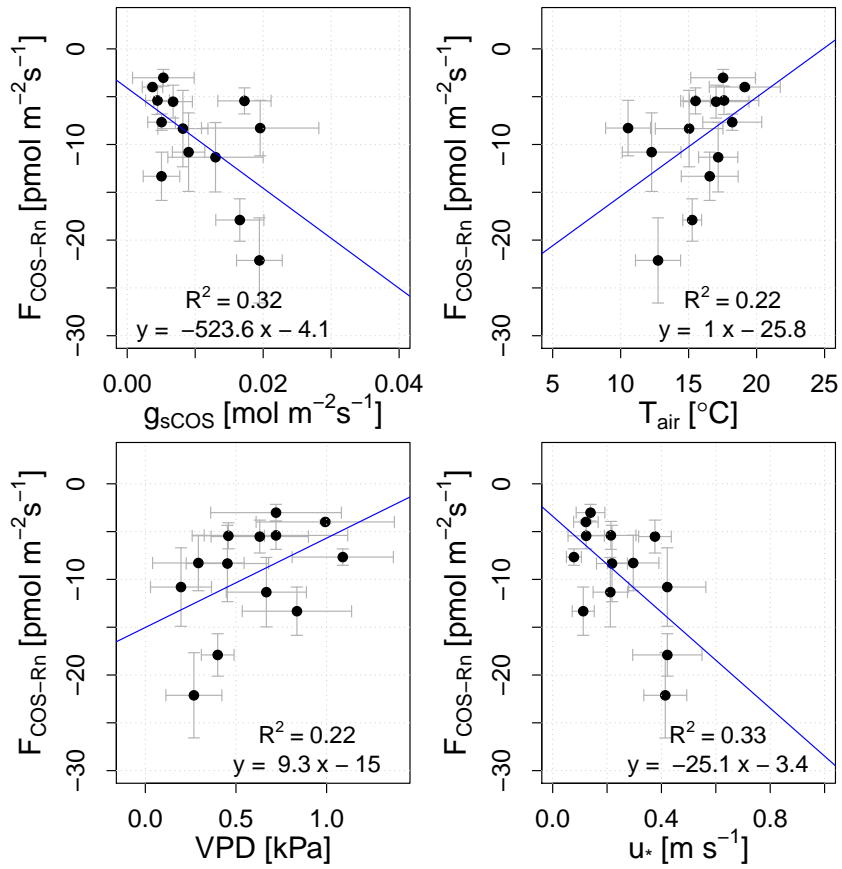 0
−10
−20
−30
F_COS−Rn [pmol m⁻²s⁻¹]
R² = 0.32
y = −523.6 x − 4.1
0.00 0.02 0.04
g_sCOS [mol m⁻²s⁻¹]
0
−10
−20
−30
F_COS−Rn [pmol m⁻²s⁻¹]
R² = 0.22
y = 1 x − 25.8
5 10 15 20 25
T_air [°C]
0
−10
−20
−30
F_COS−Rn [pmol m⁻²s⁻¹]
R² = 0.22
y = 9.3 x − 15
0.0 0.5 1.0
VPD [kPa]
0
−10
−20
−30
F_COS−Rn [pmol m⁻²s⁻¹]
R² = 0.33
y = −25.1 x − 3.4
0.0 0.4 0.8
u_* [m s⁻¹]